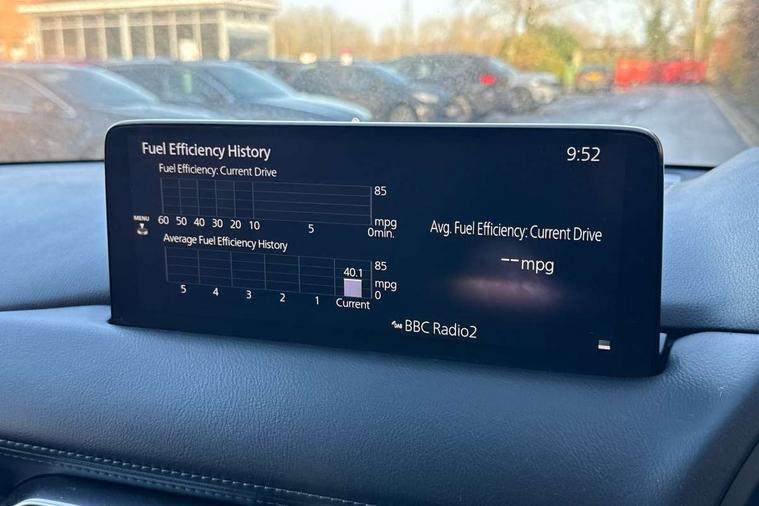 Fuel Efficiency History
9:52
Fuel Efficiency: Current Drive
85
mpg
60 50 40 30 20 10 5 0min.
MENU
Average Fuel Efficiency History
85
mpg
0
40.1
5 4 3 2 1 Current
Avg. Fuel Efficiency: Current Drive
--mpg
DAB BBC Radio2